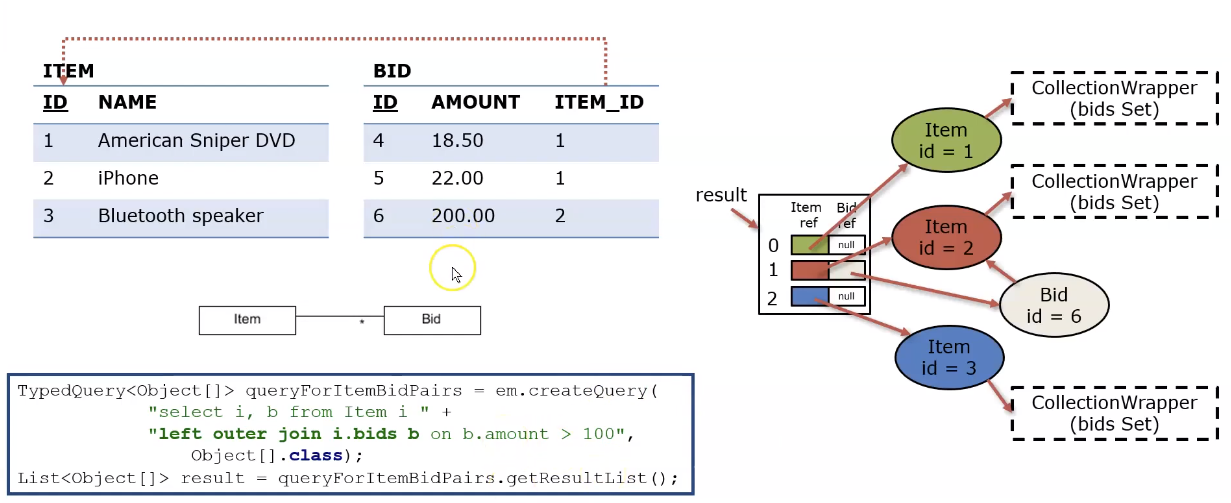 ITEM
ID NAME
1 American Sniper DVD
2 iPhone
3 Bluetooth speaker
BID
ID AMOUNT ITEM_ID
4 18.50 1
5 22.00 1
6 200.00 2
Item * Bid
TypedQuery<Object[]> queryForItemBidPairs = em.createQuery(
"select i, b from Item i " +
"left outer join i.bids b on b.amount > 100",
Object[].class);
List<Object[]> result = queryForItemBidPairs.getResultList();
result
Item Bid
ref ref
0 null
1
2 null
Item
id = 1
CollectionWrapper
(bids Set)
Item
id = 2
CollectionWrapper
(bids Set)
Bid
id = 6
Item
id = 3
CollectionWrapper
(bids Set)